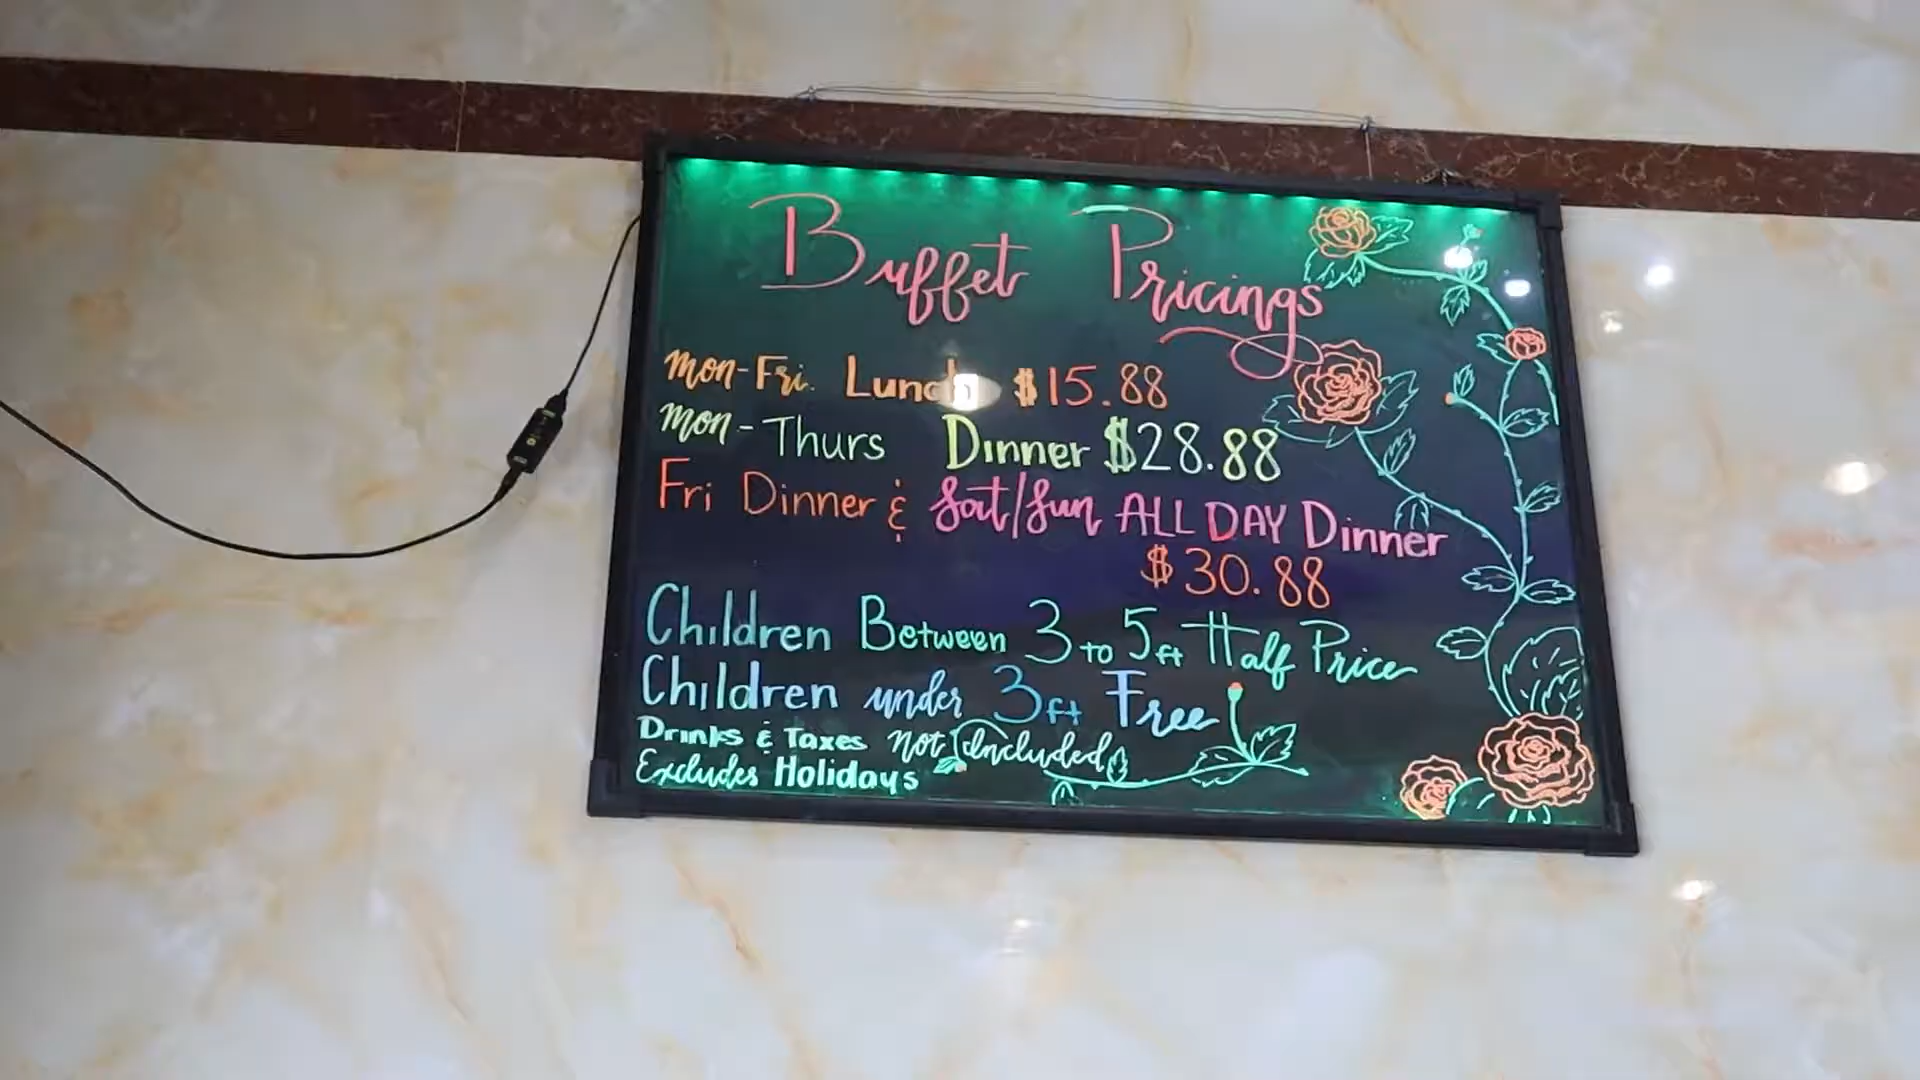 Buffet Pricings
Mon-Fri. Lunch $15.88
Mon-Thurs Dinner $28.88
Fri Dinner & Sat/Sun ALL DAY Dinner
$30.88
Children Between 3 to 5ft Half Price
Children under 3ft Free
Drinks & Taxes not Included
Excludes Holidays